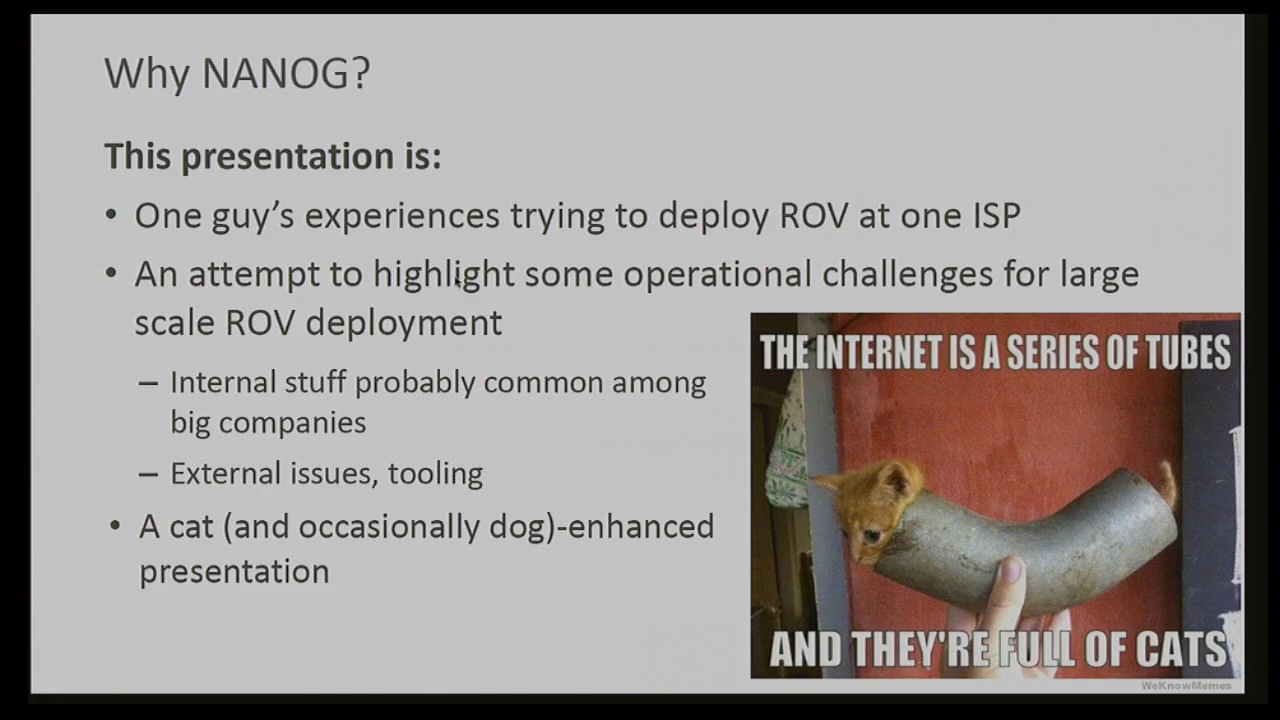 Why NANOG?
This presentation is:
• One guy's experiences trying to deploy ROV at one ISP
• An attempt to highlight some operational challenges for large
scale ROV deployment
– Internal stuff probably common among
big companies
– External issues, tooling
• A cat (and occasionally dog)-enhanced
presentation
THE INTERNET IS A SERIES OF TUBES
AND THEY'RE FULL OF CATS
WeKnowMemes